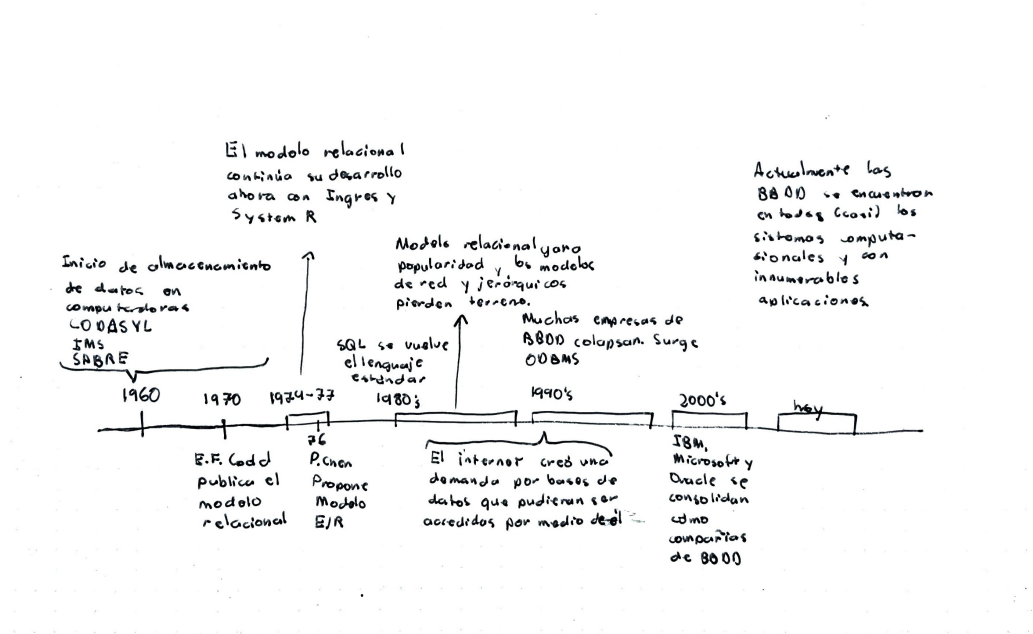 El modelo relacional
continúa su desarrollo
ahora con Ingres y
System R
Actualmente las
BBDD se encuentran
en todas (casi) los
sistemas computa-
sionales y con
innumerables
aplicaciones
Inicio de almacenamiento
de datos en
computadoras
CODASYL
IMS
SABRE
Modelo relacional gana
popularidad y los modelos
de red y jerárquicos
pierden terreno.
SQL se vuelve
el lenguaje
estándar
Muchas empresas de
BBDD colapsan. Surge
ODBMS
1960
1970
1974-77
1980's
1990's
2000's
hoy
76
E.F. Codd
publica el
modelo
relacional
P.Chen
Propone
Modelo
E/R
El internet creó una
demanda por bases de
datos que pudieran ser
accedidas por medio de él
IBM,
Microsoft y
Oracle se
consolidan
como
compañias
de BBDD